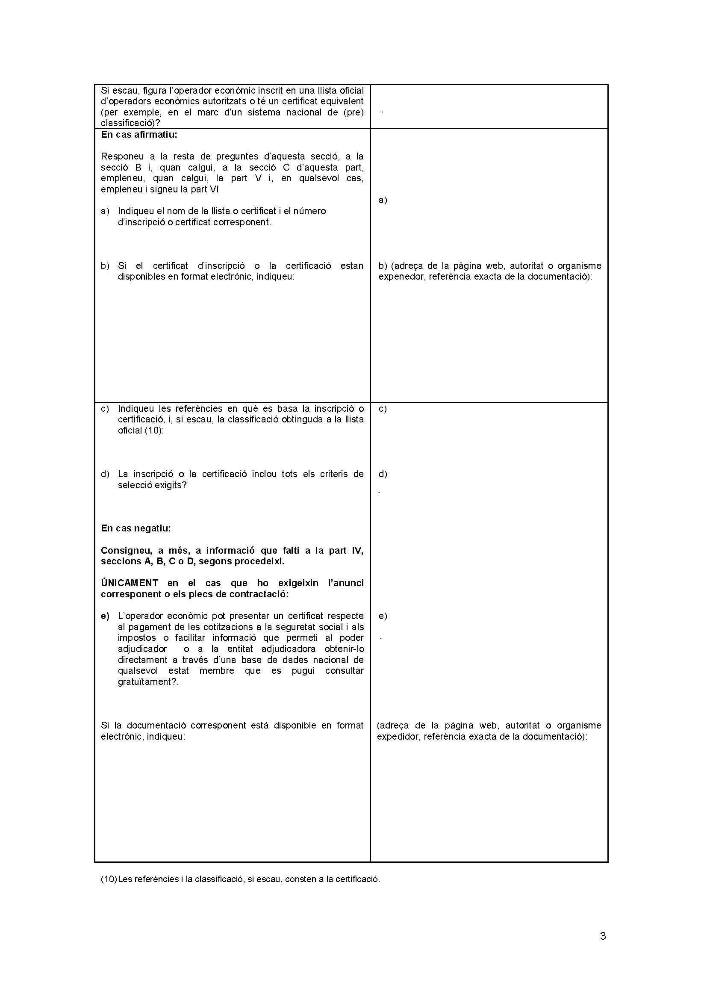 Si escau, figura l’operador econòmic inscrit en una llista oficial
d’operadors econòmics autoritzats o té un certificat equivalent
(per exemple, en el marc d’un sistema nacional de (pre)
classificació)?
.
En cas afirmatiu:
Responeu a la resta de preguntes d’aquesta secció, a la
secció B i, quan calgui, a la secció C d’aquesta part,
empleneu, quan calgui, la part V i, en qualsevol cas,
empleneu i signeu la part VI
a) Indiqueu el nom de la llista o certificat i el número
d’inscripció o certificat corresponent.
b) Si el certificat d’inscripció o la certificació estan
disponibles en format electrònic, indiqueu:
a)
b) (adreça de la pàgina web, autoritat o organisme
expenedor, referència exacta de la documentació):
c) Indiqueu les referències en què es basa la inscripció o
certificació, i, si escau, la classificació obtinguda a la llista
oficial (10):
d) La inscripció o la certificació inclou tots els criteris de
selecció exigits?
En cas negatiu:
Consigneu, a més, a informació que falti a la part IV,
seccions A, B, C o D, segons procedeixi.
ÚNICAMENT en el cas que ho exigeixin l’anunci
corresponent o els plecs de contractació:
e) L’operador econòmic pot presentar un certificat respecte
al pagament de les cotitzacions a la seguretat social i als
impostos o facilitar informació que permeti al poder
adjudicador o a la entitat adjudicadora obtenir-lo
directament a través d’una base de dades nacional de
qualsevol estat membre que es pugui consultar
gratuïtament?.
Si la documentació corresponent està disponible en format
electrònic, indiqueu:
c)
d)
.
e)
.
(adreça de la pàgina web, autoritat o organisme
expedidor, referència exacta de la documentació):
(10) Les referències i la classificació, si escau, consten a la certificació.
3